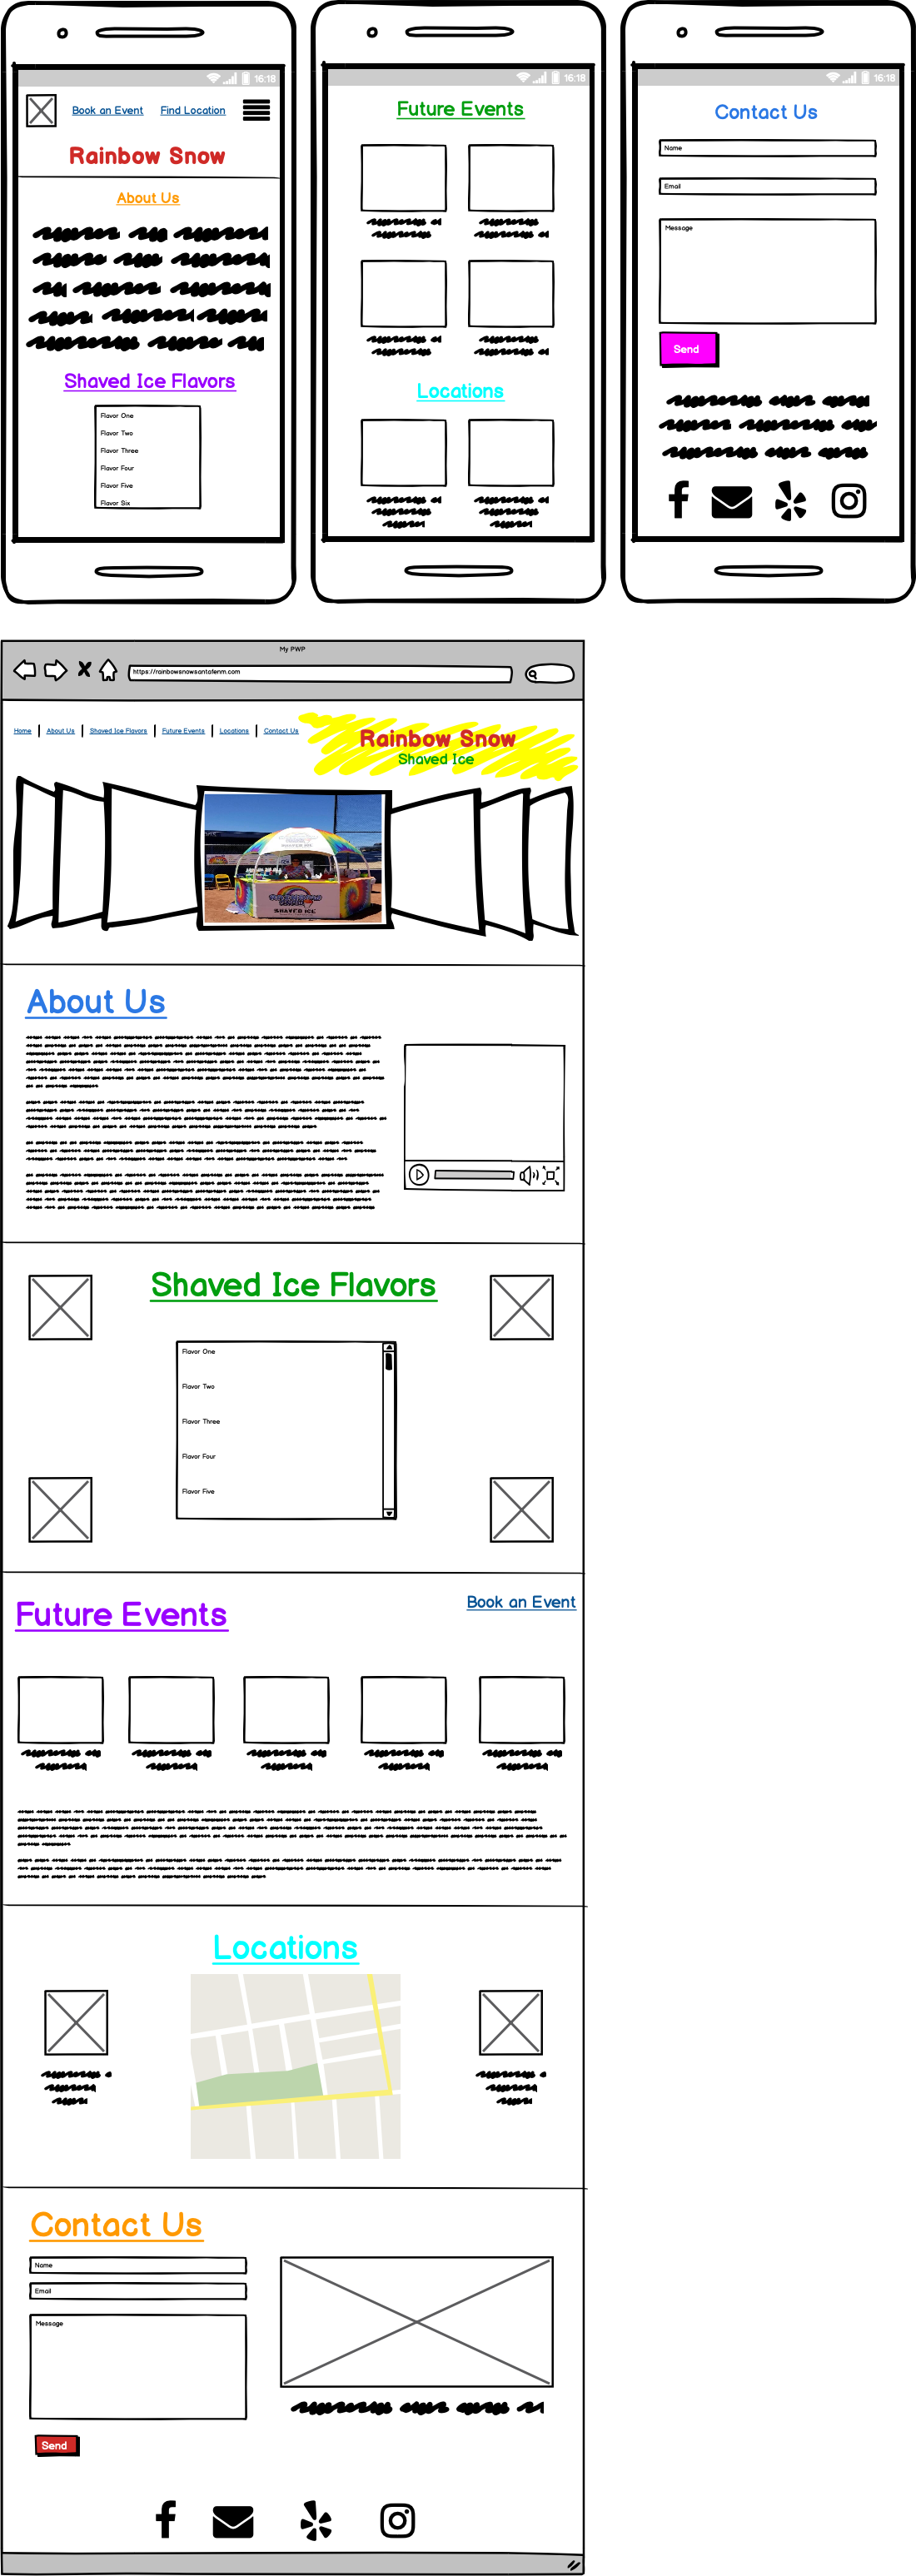 16:18
Book an Event Find Location
Rainbow Snow
About Us
Shaved Ice Flavors
Flavor One
Flavor Two
Flavor Three
Flavor Four
Flavor Five
Flavor Six
16:18
Future Events
Locations
16:18
Contact Us
Name
Email
Message
Send
My PWP
https://rainbowsnowsantafenm.com
Home About Us Shaved Ice Flavors Future Events Locations Contact Us
Rainbow Snow
Shaved Ice
SHAVED ICE
About Us
Shaved Ice Flavors
Flavor One
Flavor Two
Flavor Three
Flavor Four
Flavor Five
Future Events
Book an Event
Locations
Contact Us
Name
Email
Message
Send